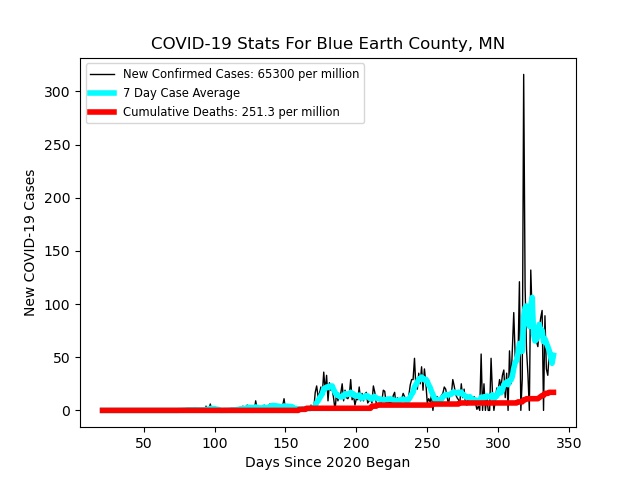 COVID-19 Stats For Blue Earth County, MN
New Confirmed Cases: 65300 per million
7 Day Case Average
Cumulative Deaths: 251.3 per million
New COVID-19 Cases
300
250
200
150
100
50
0
50 100 150 200 250 300 350
Days Since 2020 Began